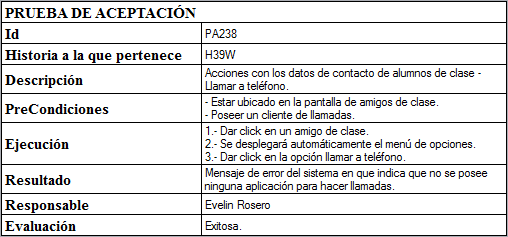 PRUEBA DE ACEPTACIÓN
Id PA238
Historia a la que pertenece H39W
Descripción Acciones con los datos de contacto de alumnos de clase -
Llamar a teléfono.
PreCondiciones - Estar ubicado en la pantalla de amigos de clase.
- Poseer un cliente de llamadas.
Ejecución 1.- Dar click en un amigo de clase.
2.- Se desplegará automáticamente el menú de opciones.
3.- Dar click en la opción llamar a teléfono.
Resultado Mensaje de error del sistema en que indica que no se posee
ninguna aplicación para hacer llamadas.
Responsable Evelin Rosero
Evaluación Exitosa.